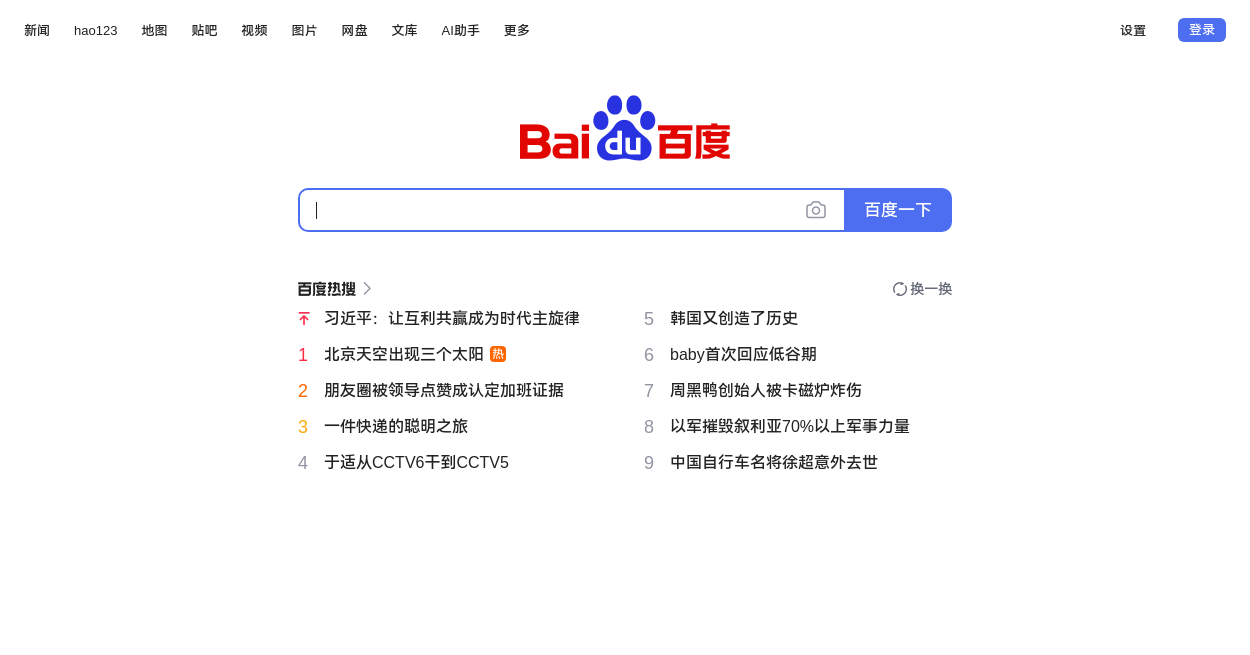 新闻 hao123 地图 贴吧 视频 图片 网盘 文库 AI助手 更多 设置 登录
Bai du 百度
百度一下
百度热搜 换一换
习近平：让互利共赢成为时代主旋律
1 北京天空出现三个太阳 热
2 朋友圈被领导点赞成认定加班证据
3 一件快递的聪明之旅
4 于适从CCTV6干到CCTV5
5 韩国又创造了历史
6 baby首次回应低谷期
7 周黑鸭创始人被卡磁炉炸伤
8 以军摧毁叙利亚70%以上军事力量
9 中国自行车名将徐超意外去世